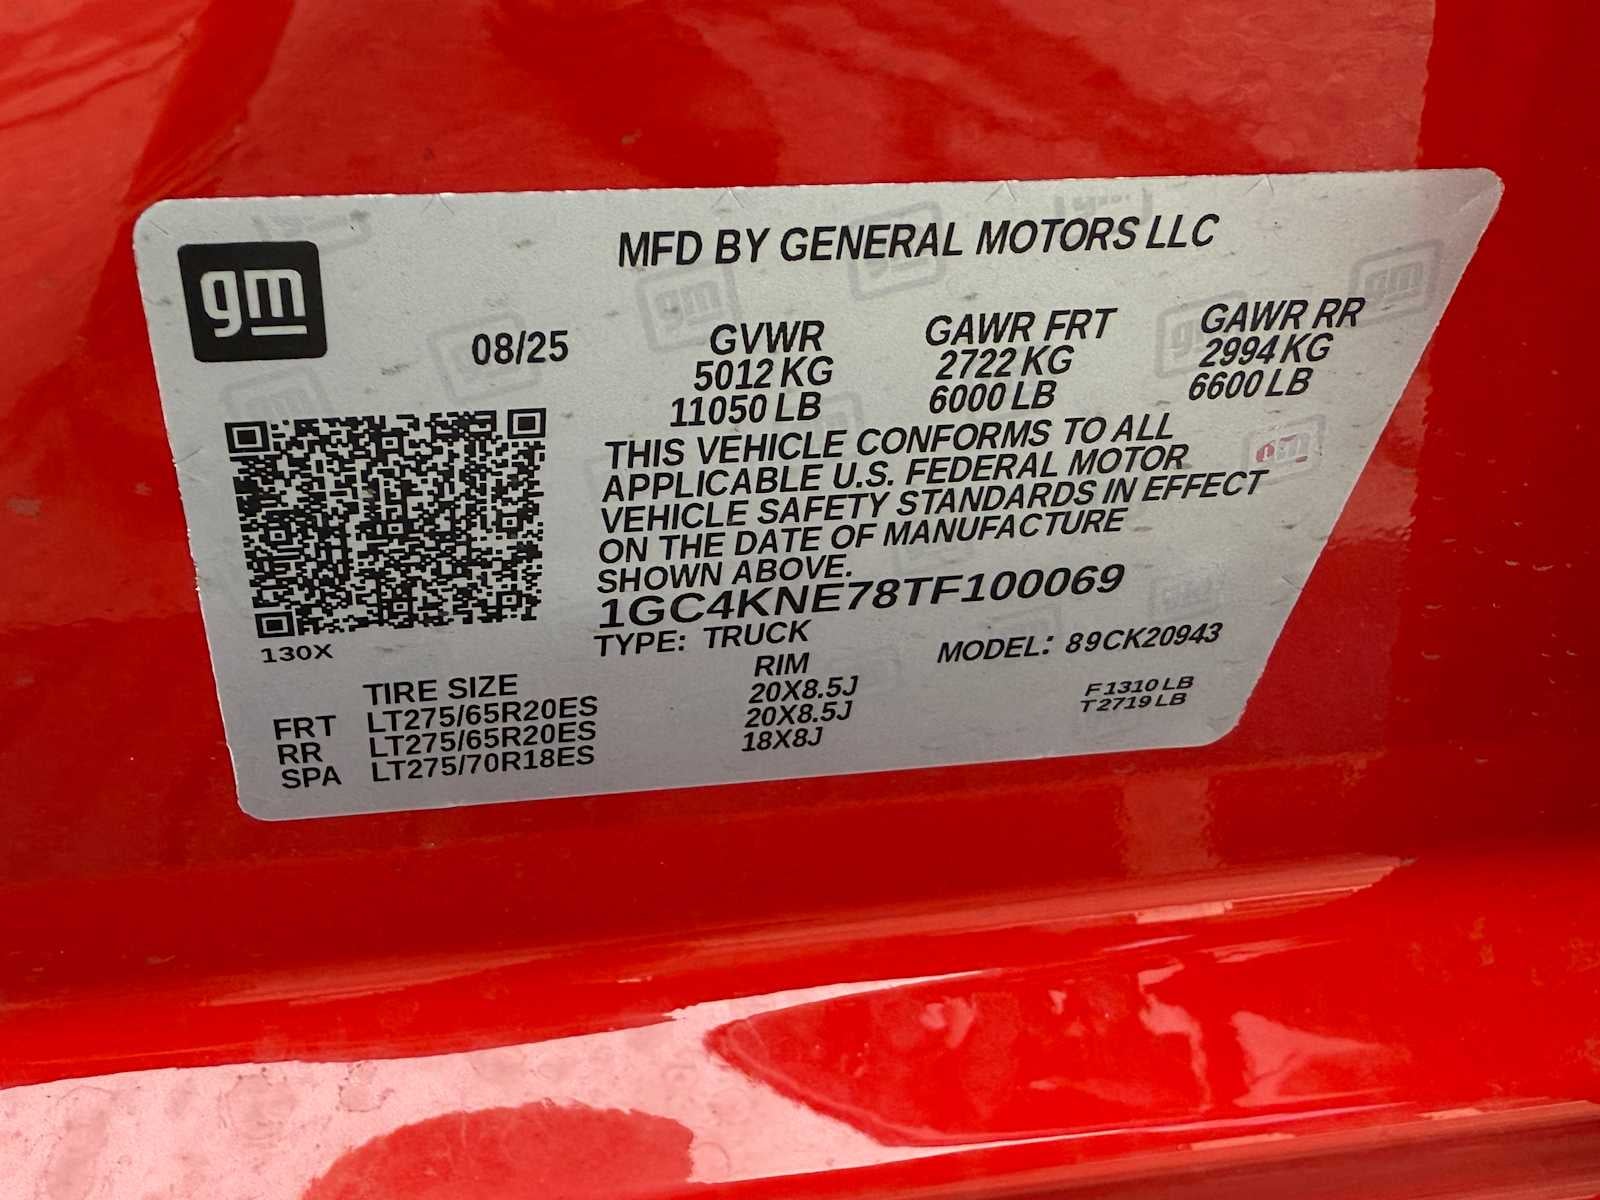 gm
MFD BY GENERAL MOTORS LLC
08/25
GVWR GAWR FRT GAWR RR
5012 KG 2722 KG 2994 KG
11050 LB 6000 LB 6600 LB
THIS VEHICLE CONFORMS TO ALL
APPLICABLE U.S. FEDERAL MOTOR
VEHICLE SAFETY STANDARDS IN EFFECT
ON THE DATE OF MANUFACTURE
SHOWN ABOVE.
1GC4KNE78TF100069
130X
TYPE: TRUCK MODEL: 89CK20943
TIRE SIZE RIM
FRT LT275/65R20ES 20X8.5J F1310 LB
RR LT275/65R20ES 20X8.5J T2719 LB
SPA LT275/70R18ES 18X8J